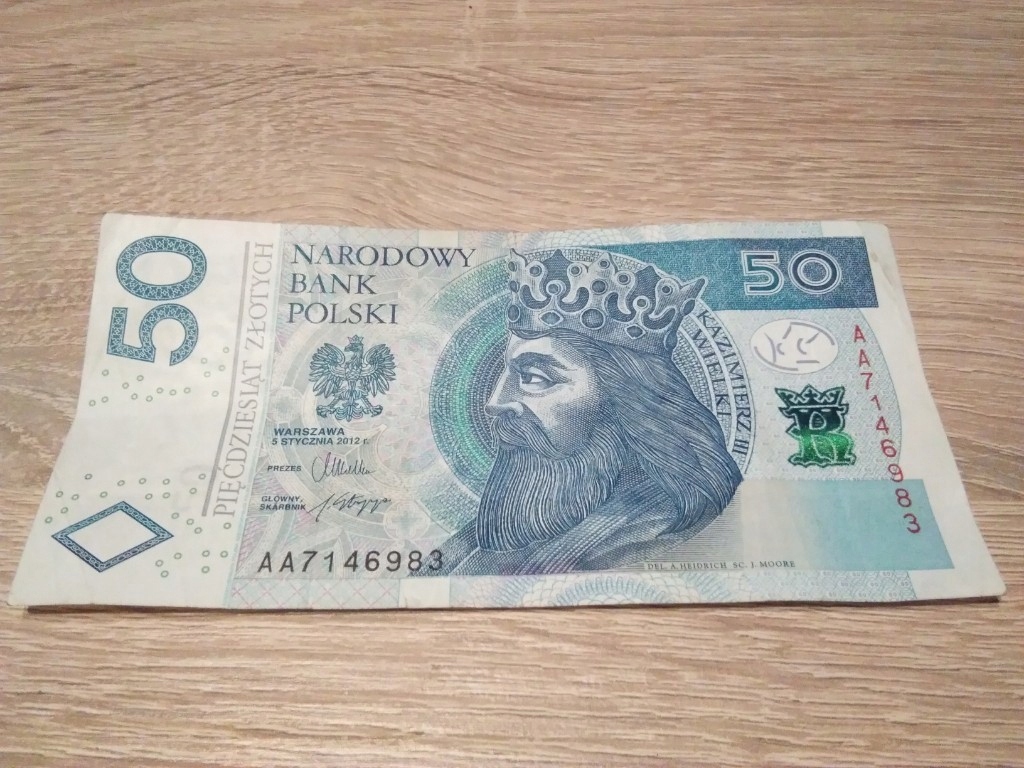 50
PIĘĆDZIESIĄT ZŁOTYCH
NARODOWY
BANK
POLSKI
WARSZAWA
5 STYCZNIA 2012 r.
PREZES
GŁÓWNY
SKARBNIK
AA7146983
50
KAZIMIERZ III
WIELKI
AA7146983
DEL. A. HEIDRICH SC. J. MOORE